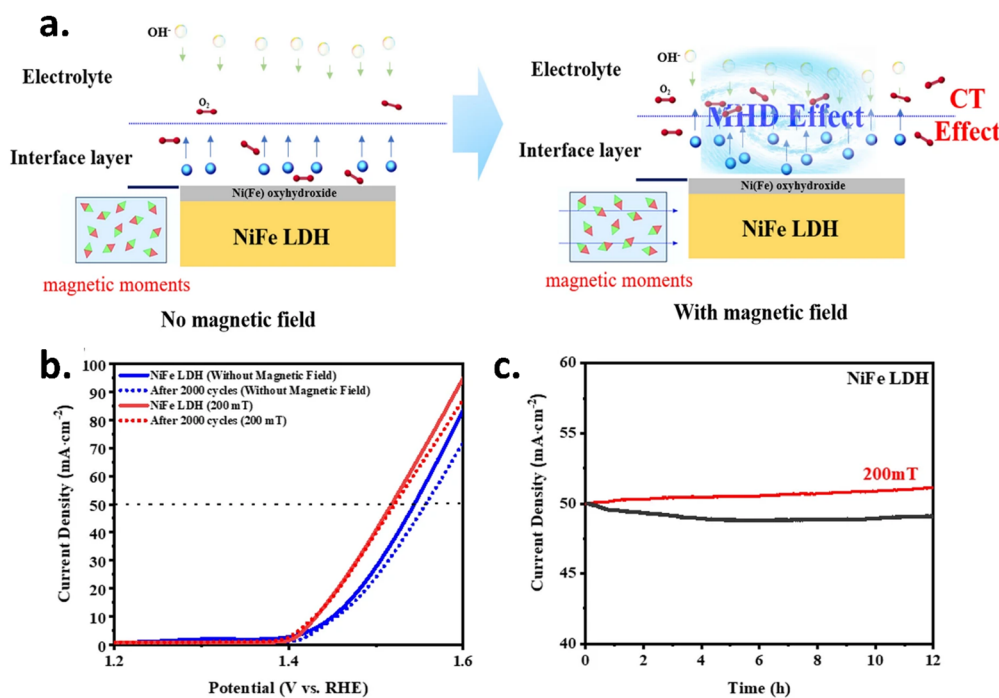 a.
OH-
Electrolyte
O2
Interface layer
Ni(Fe) oxyhydroxide
NiFe LDH
magnetic moments
No magnetic field
OH-
Electrolyte
O2
MHD Effect
CT
Effect
Interface layer
Ni(Fe) oxyhydroxide
NiFe LDH
magnetic moments
With magnetic field
b.
NiFe LDH (Without Magnetic Field)
After 2000 cycles (Without Magnetic Field)
NiFe LDH (200 mT)
After 2000 cycles (200 mT)
Current Density (mA·cm⁻²)
100
90
80
70
60
50
40
30
20
10
0
1.2
1.4
1.6
Potential (V vs. RHE)
c.
NiFe LDH
200mT
Current Density (mA·cm⁻²)
60
55
50
45
40
0
2
4
6
8
10
12
Time (h)